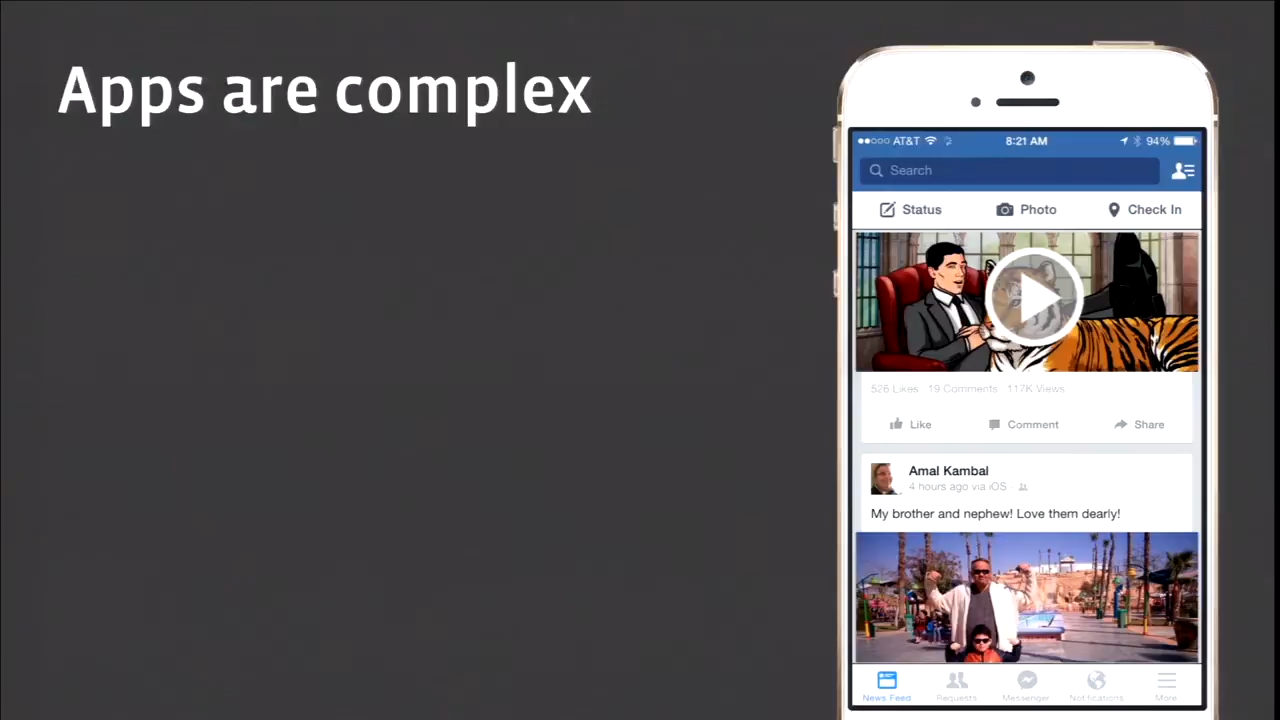 Apps are complex
AT&T 8:21 AM 94%
Search
Status Photo Check In
526 Likes 19 Comments 117K Views
Like Comment Share
Amal Kambal
4 hours ago via iOS
My brother and nephew! Love them dearly!
News Feed Requests Messenger Notifications More